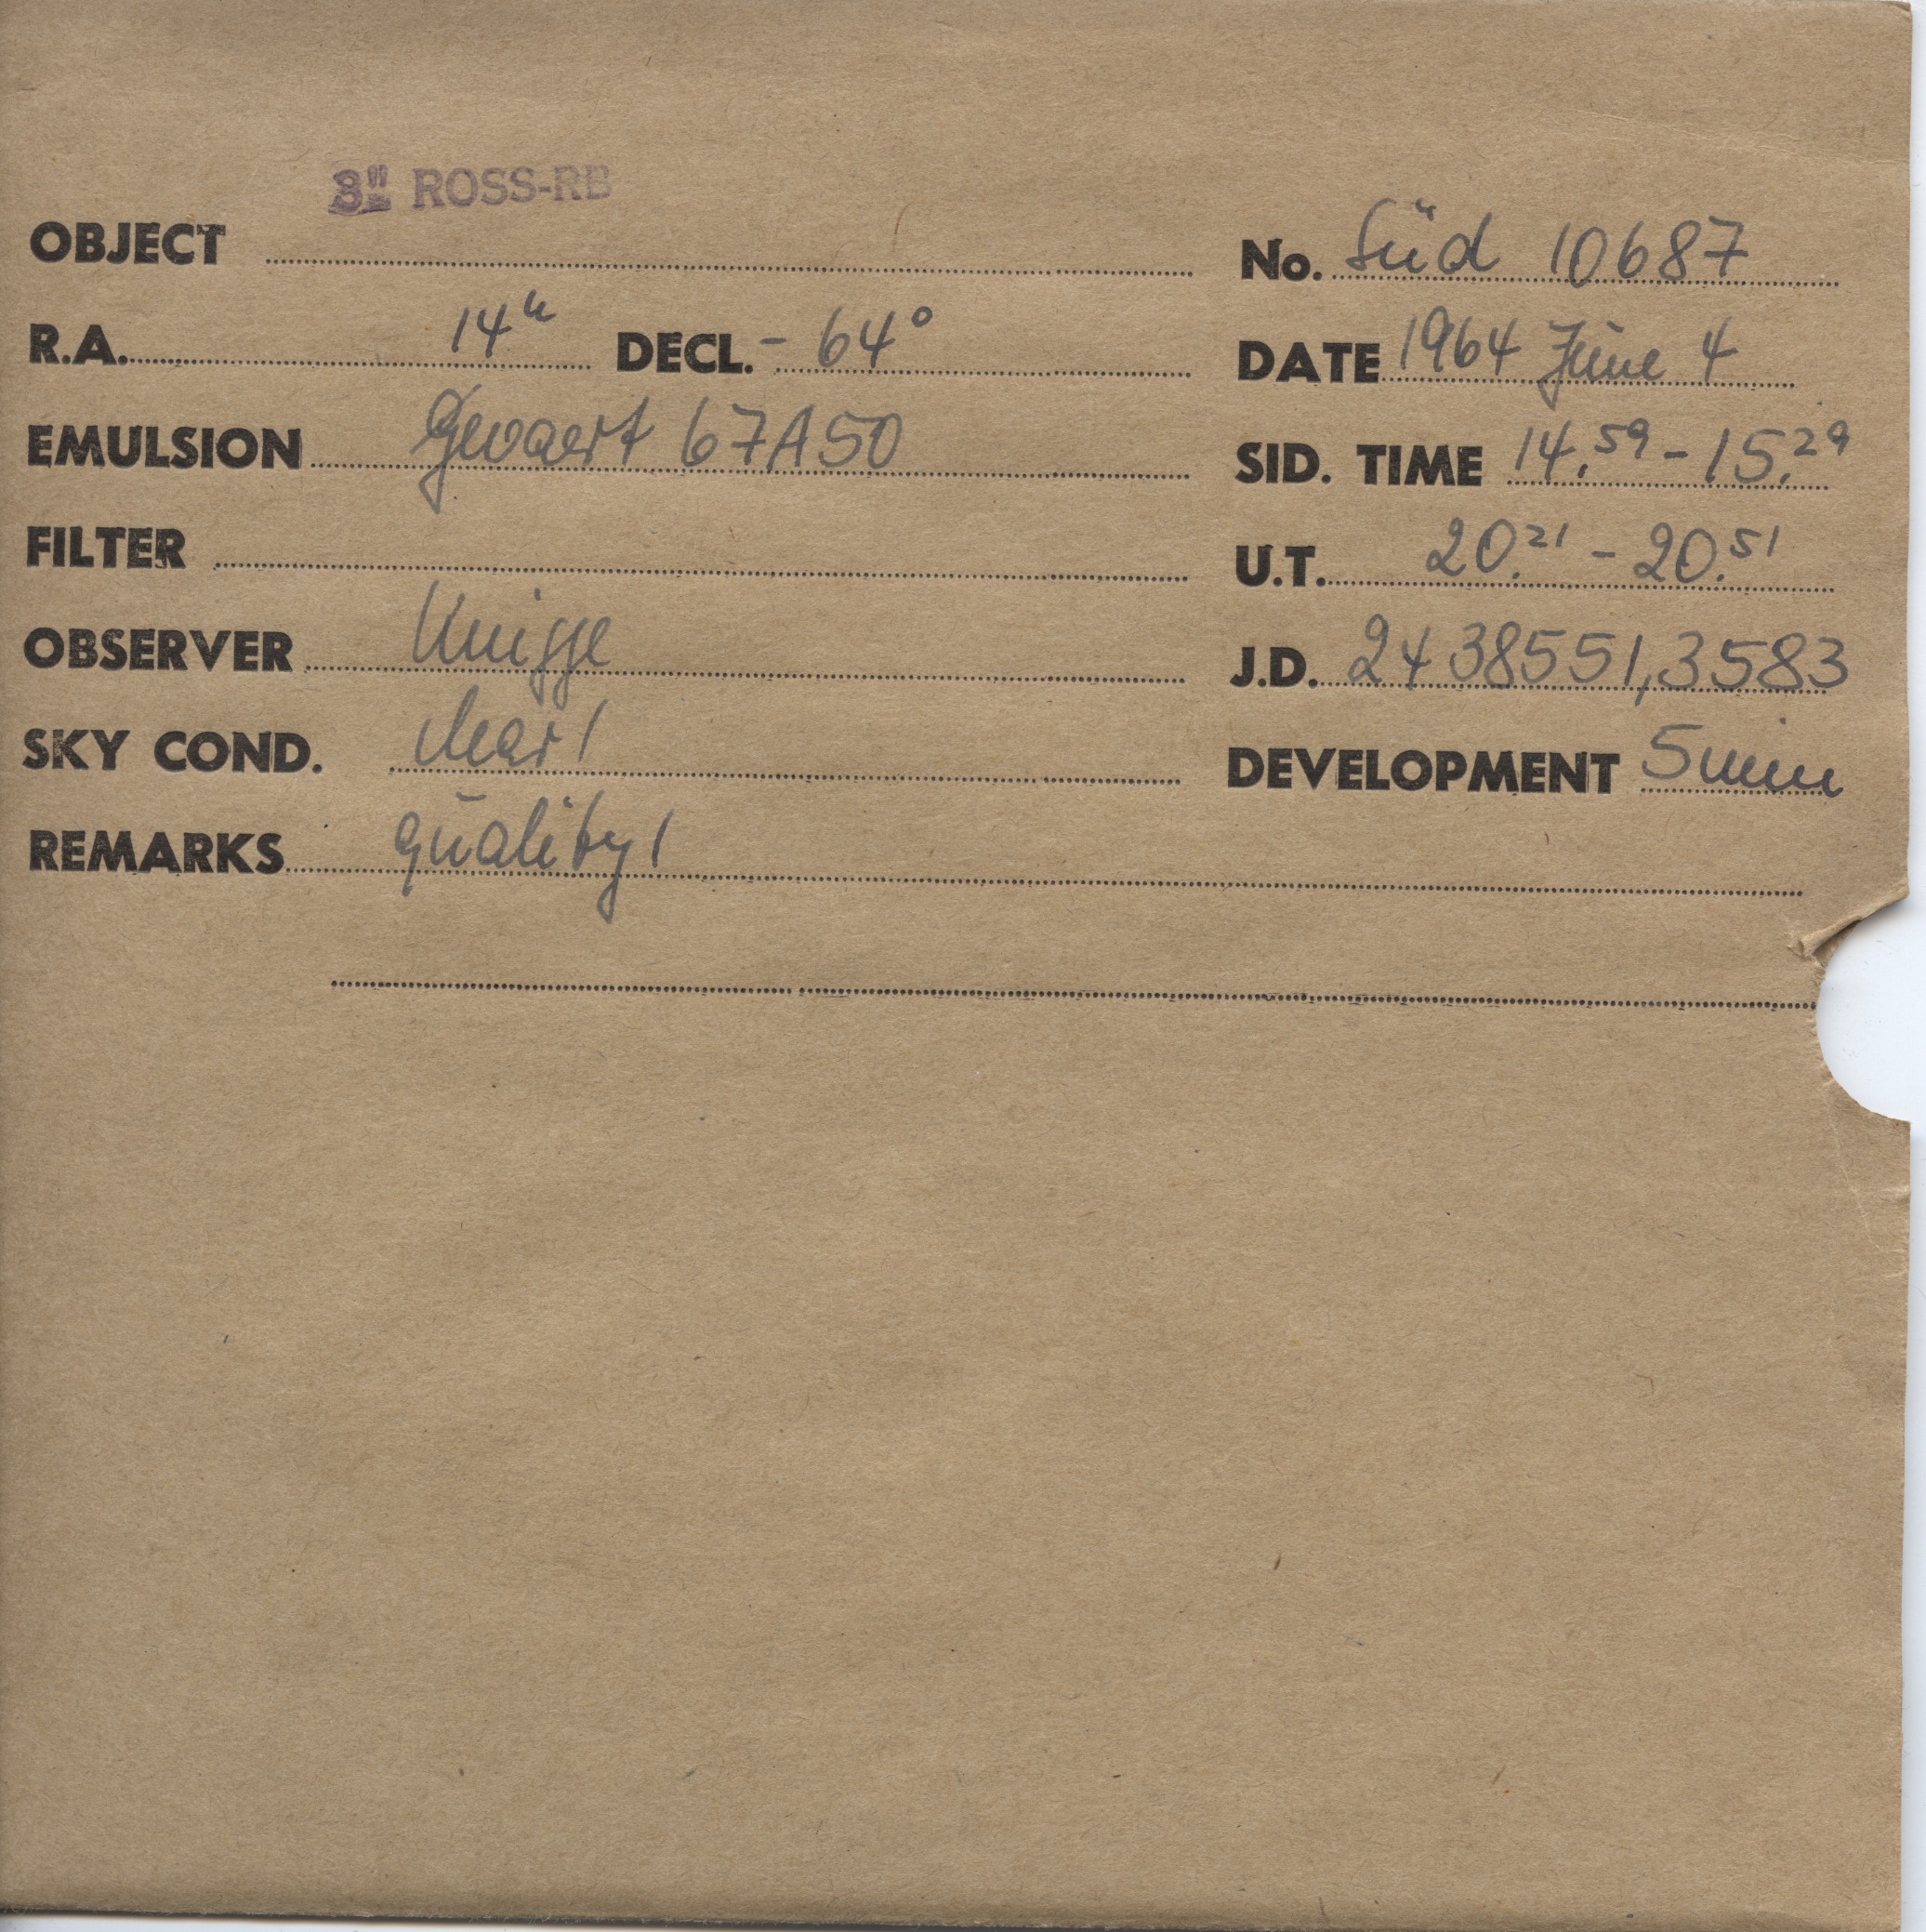 3" ROSS-RB
OBJECT No. Süd 10687
R.A. 14h DECL. - 64° DATE 1964 June 4
EMULSION Gevaert 67A50 SID. TIME 14.59 - 15.29
FILTER U.T. 20.21 - 20.51
OBSERVER Knigge J.D. 2438551,3583
SKY COND. clear 1 DEVELOPMENT 5 min
REMARKS quality 1